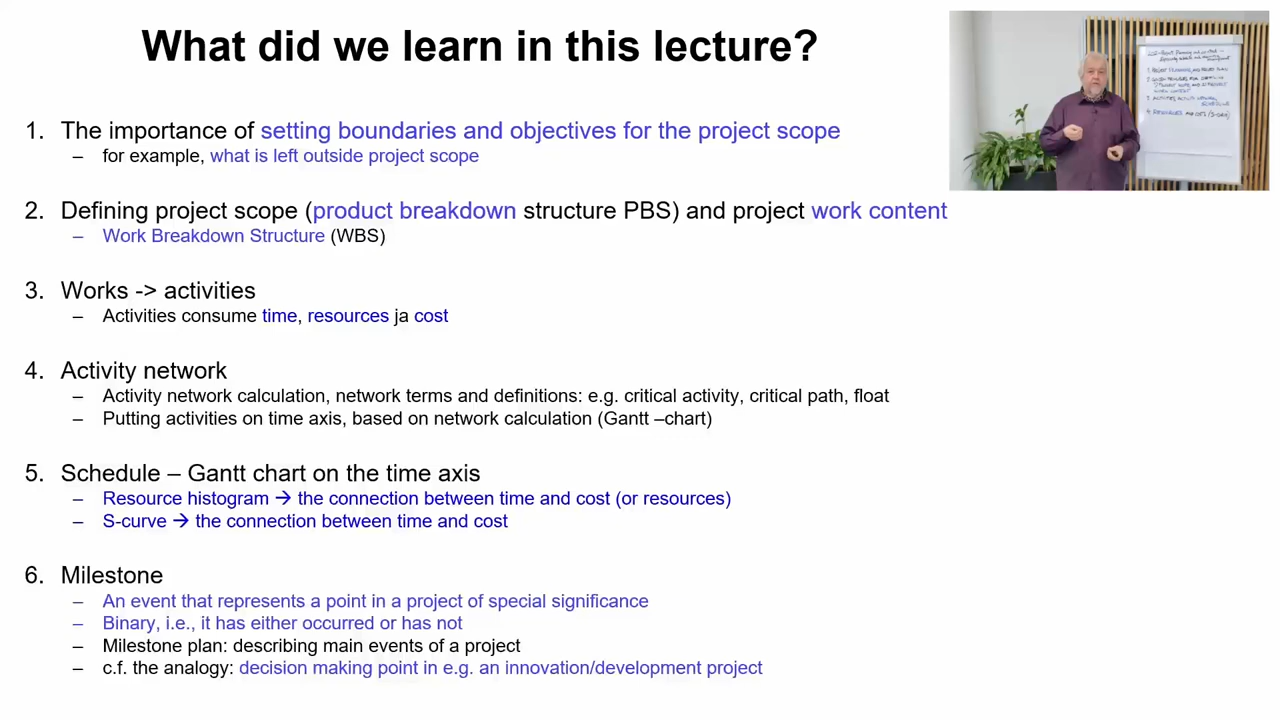 What did we learn in this lecture?
1. The importance of setting boundaries and objectives for the project scope
– for example, what is left outside project scope
2. Defining project scope (product breakdown structure PBS) and project work content
– Work Breakdown Structure (WBS)
3. Works -> activities
– Activities consume time, resources ja cost
4. Activity network
– Activity network calculation, network terms and definitions: e.g. critical activity, critical path, float
– Putting activities on time axis, based on network calculation (Gantt –chart)
5. Schedule – Gantt chart on the time axis
– Resource histogram → the connection between time and cost (or resources)
– S-curve → the connection between time and cost
6. Milestone
– An event that represents a point in a project of special significance
– Binary, i.e., it has either occurred or has not
– Milestone plan: describing main events of a project
– c.f. the analogy: decision making point in e.g. an innovation/development project